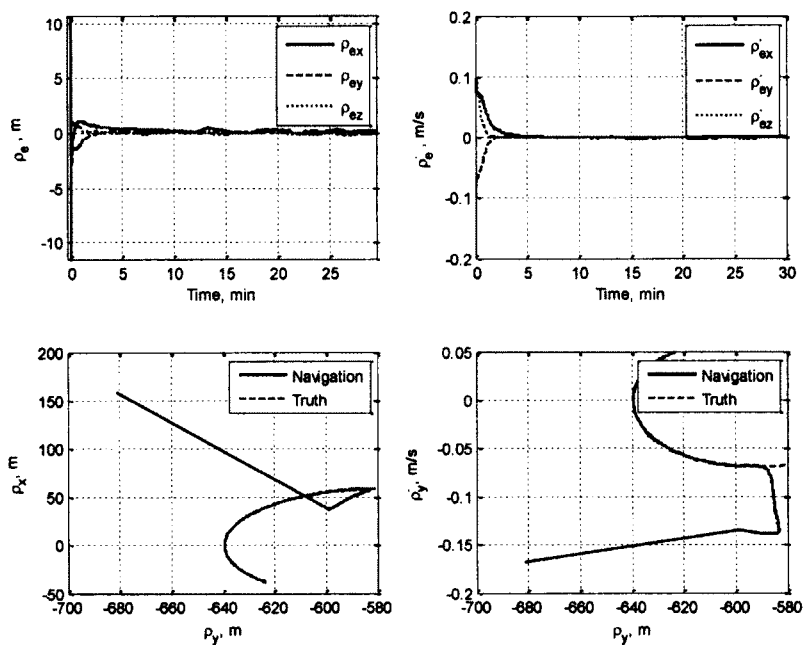 10
5
0
-5
-10
ρₑ, m
ρₑₓ
ρₑy
ρₑz
0 5 10 15 20 25
Time, min
0.2
0.1
0
-0.1
-0.2
ρ̇ₑ, m/s
ρ̇ₑₓ
ρ̇ₑy
ρ̇ₑz
0 5 10 15 20 25 30
Time, min
200
150
100
50
0
-50
ρₓ, m
Navigation
Truth
-700 -680 -660 -640 -620 -600 -580
ρy, m
0.05
0
-0.05
-0.1
-0.15
-0.2
ρ̇y, m/s
Navigation
Truth
-700 -680 -660 -640 -620 -600 -580
ρy, m